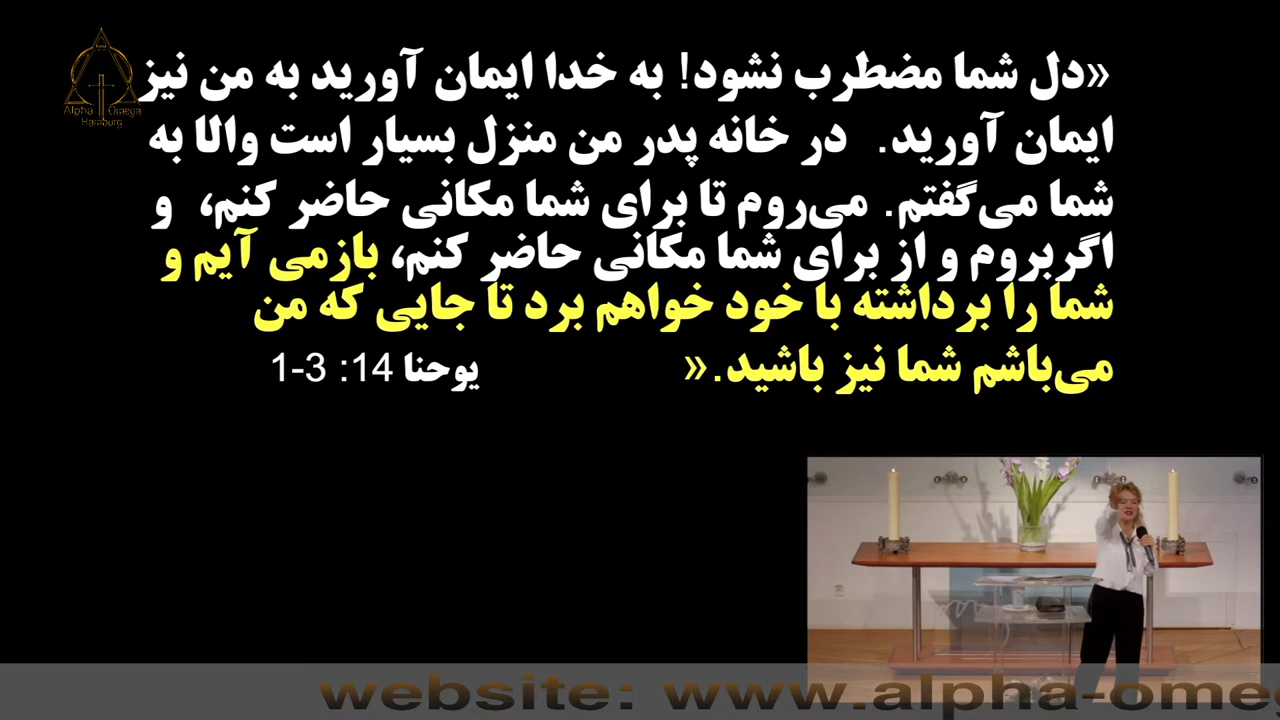 Alpha Omega
Hamburg
«دل شما مضطرب نشود! به خدا ایمان آورید به من نیز
ایمان آورید. در خانه پدر من منزل بسیار است والا به
شما می‌گفتم. می‌روم تا برای شما مکانی حاضر کنم، و
اگربروم و از برای شما مکانی حاضر کنم، بازمی آیم و
شما را برداشته با خود خواهم برد تا جایی که من
می‌باشم شما نیز باشید.« یوحنا 14: 3-1
website: www.alpha-ome